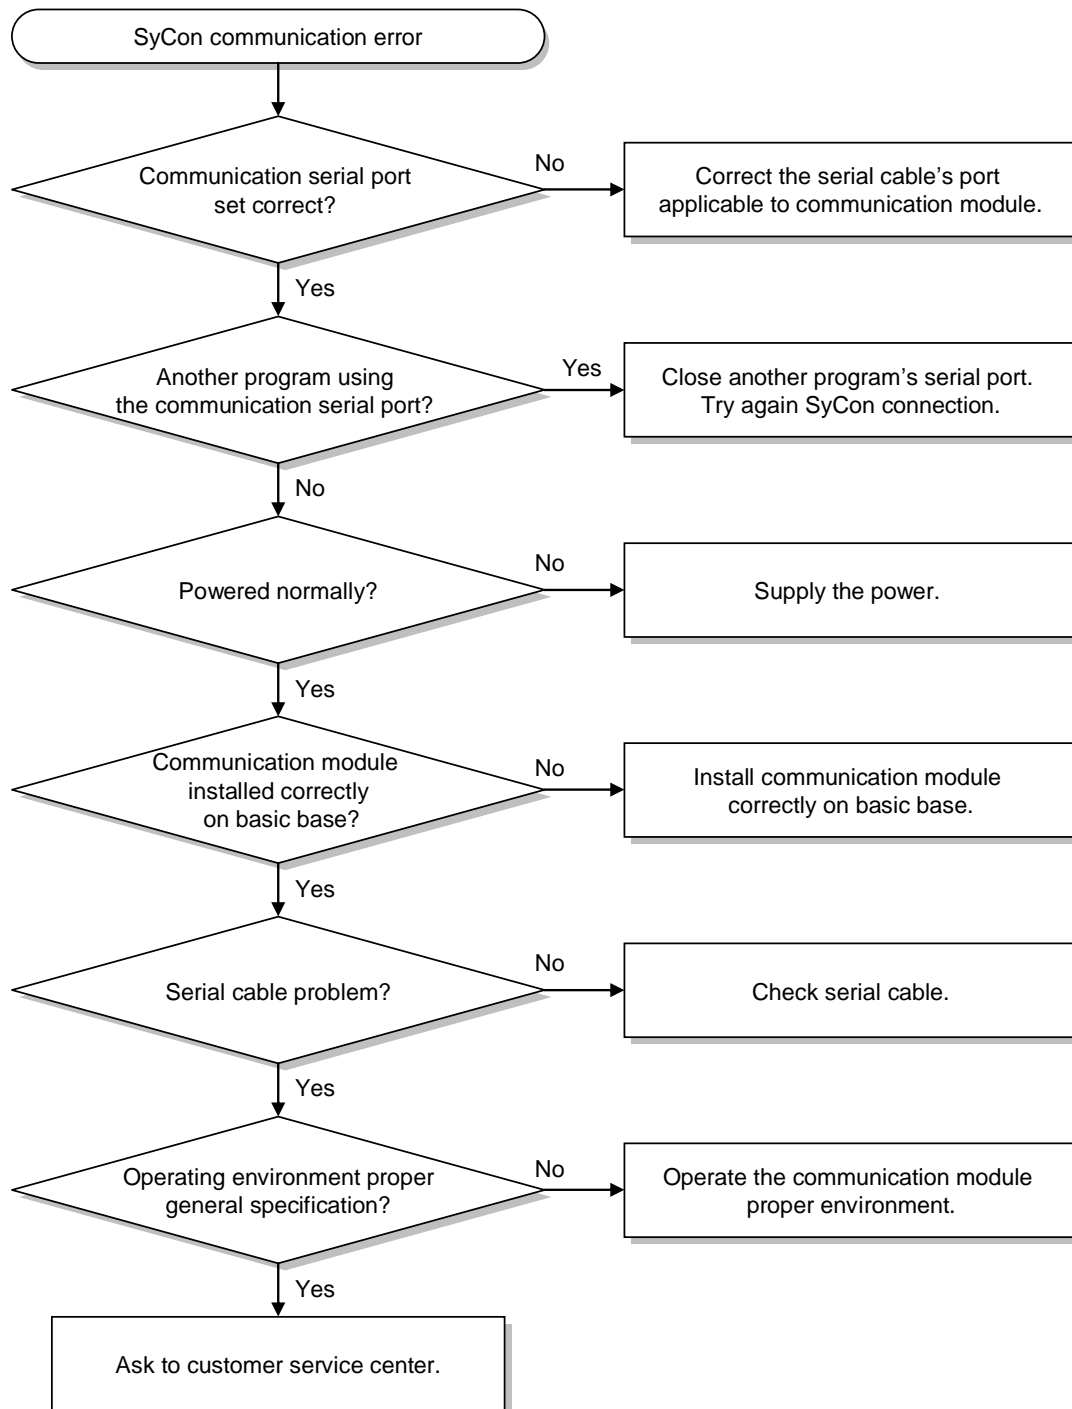 SyCon communication error
Communication serial port
set correct?
No
Correct the serial cable’s port
applicable to communication module.
Yes
Another program using
the communication serial port?
Yes
Close another program’s serial port.
Try again SyCon connection.
No
Powered normally?
No
Supply the power.
Yes
Communication module
installed correctly
on basic base?
No
Install communication module
correctly on basic base.
Yes
Serial cable problem?
No
Check serial cable.
Yes
Operating environment proper
general specification?
No
Operate the communication module
proper environment.
Yes
Ask to customer service center.